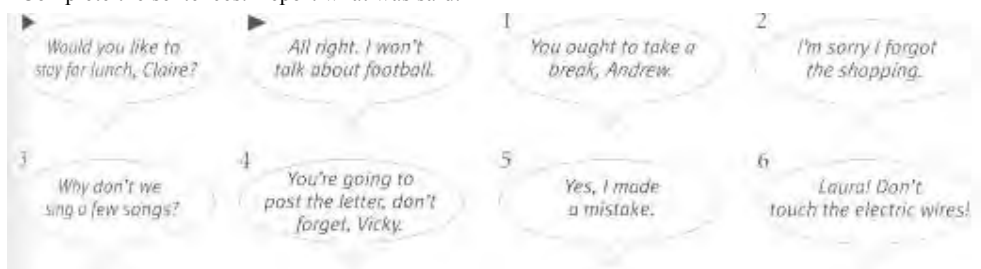 ▶
Would you like to
stay for lunch, Claire?
▶
All right. I won't
talk about football.
1
You ought to take a
break, Andrew.
2
I'm sorry I forgot
the shopping.
3
Why don't we
sing a few songs?
4
You're going to
post the letter, don't
forget, Vicky.
5
Yes, I made
a mistake.
6
Laura! Don't
touch the electric wires!